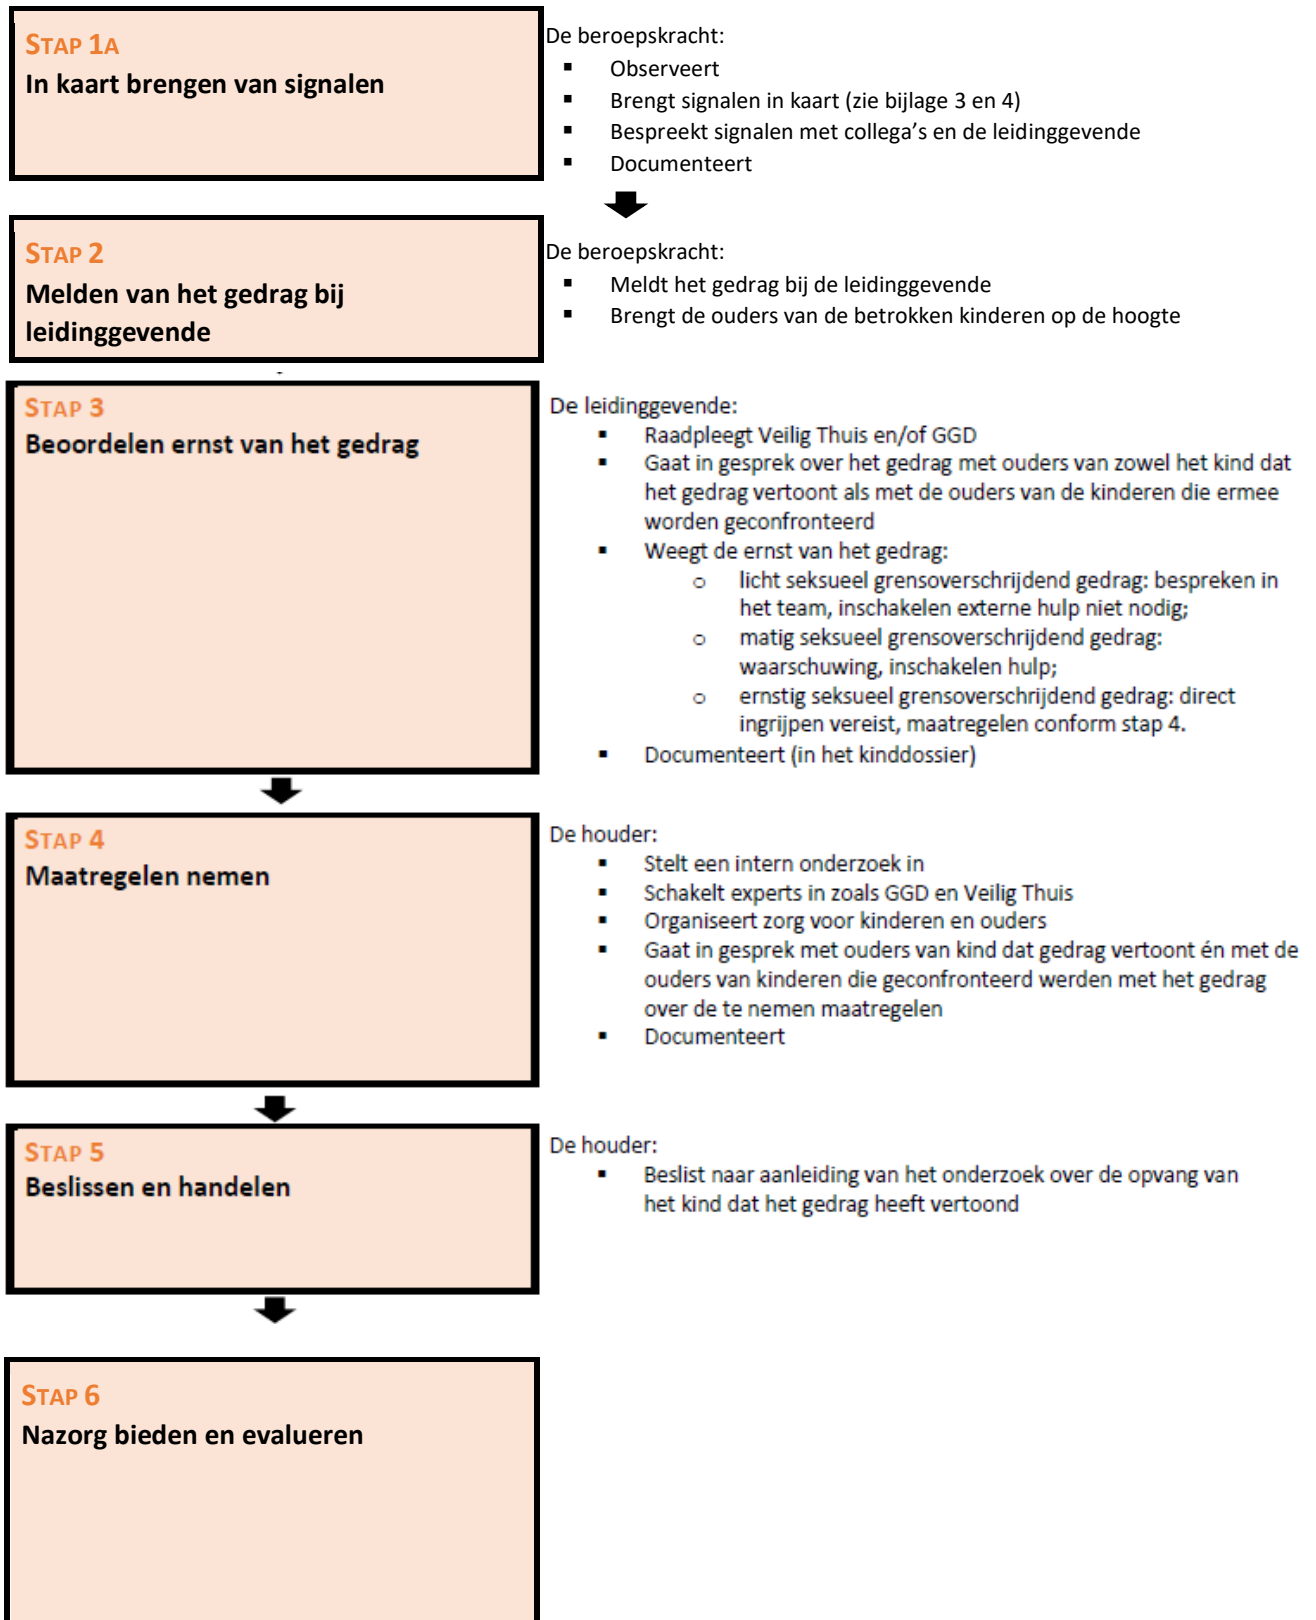 STAP 1A
In kaart brengen van signalen
De beroepskracht:
▪ Observeert
▪ Brengt signalen in kaart (zie bijlage 3 en 4)
▪ Bespreekt signalen met collega’s en de leidinggevende
▪ Documenteert
STAP 2
Melden van het gedrag bij
leidinggevende
De beroepskracht:
▪ Meldt het gedrag bij de leidinggevende
▪ Brengt de ouders van de betrokken kinderen op de hoogte
STAP 3
Beoordelen ernst van het gedrag
De leidinggevende:
▪ Raadpleegt Veilig Thuis en/of GGD
▪ Gaat in gesprek over het gedrag met ouders van zowel het kind dat
het gedrag vertoont als met de ouders van de kinderen die ermee
worden geconfronteerd
▪ Weegt de ernst van het gedrag:
o licht seksueel grensoverschrijdend gedrag: bespreken in
het team, inschakelen externe hulp niet nodig;
o matig seksueel grensoverschrijdend gedrag:
waarschuwing, inschakelen hulp;
o ernstig seksueel grensoverschrijdend gedrag: direct
ingrijpen vereist, maatregelen conform stap 4.
▪ Documenteert (in het kinddossier)
STAP 4
Maatregelen nemen
De houder:
▪ Stelt een intern onderzoek in
▪ Schakelt experts in zoals GGD en Veilig Thuis
▪ Organiseert zorg voor kinderen en ouders
▪ Gaat in gesprek met ouders van kind dat gedrag vertoont én met de
ouders van kinderen die geconfronteerd werden met het gedrag
over de te nemen maatregelen
▪ Documenteert
STAP 5
Beslissen en handelen
De houder:
▪ Beslist naar aanleiding van het onderzoek over de opvang van
het kind dat het gedrag heeft vertoond
STAP 6
Nazorg bieden en evalueren